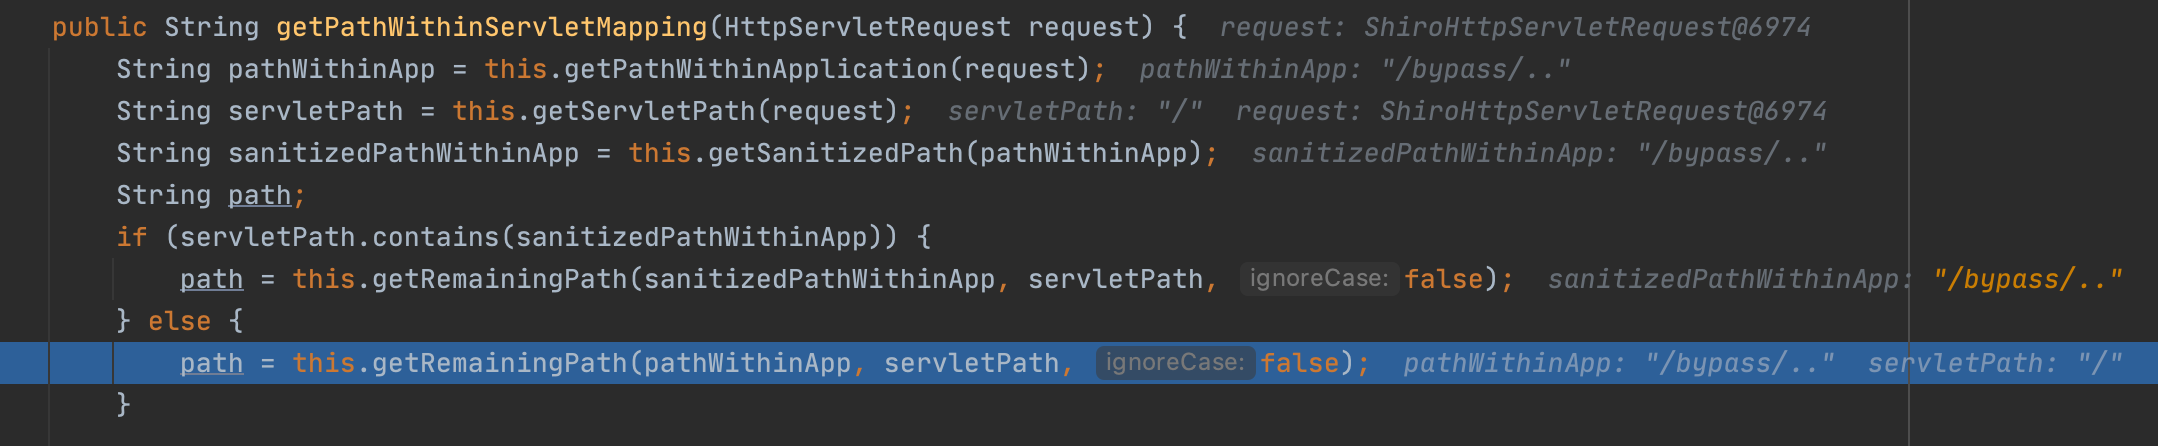 public String getPathWithinServletMapping(HttpServletRequest request) {  request: ShiroHttpServletRequest@6974
    String pathWithinApp = this.getPathWithinApplication(request);  pathWithinApp: "/bypass/.."
    String servletPath = this.getServletPath(request);  servletPath: "/"  request: ShiroHttpServletRequest@6974
    String sanitizedPathWithinApp = this.getSanitizedPath(pathWithinApp);  sanitizedPathWithinApp: "/bypass/.."
    String path;
    if (servletPath.contains(sanitizedPathWithinApp)) {
        path = this.getRemainingPath(sanitizedPathWithinApp, servletPath, ignoreCase: false);  sanitizedPathWithinApp: "/bypass/.."
    } else {
        path = this.getRemainingPath(pathWithinApp, servletPath, ignoreCase: false);  pathWithinApp: "/bypass/.."  servletPath: "/"
    }